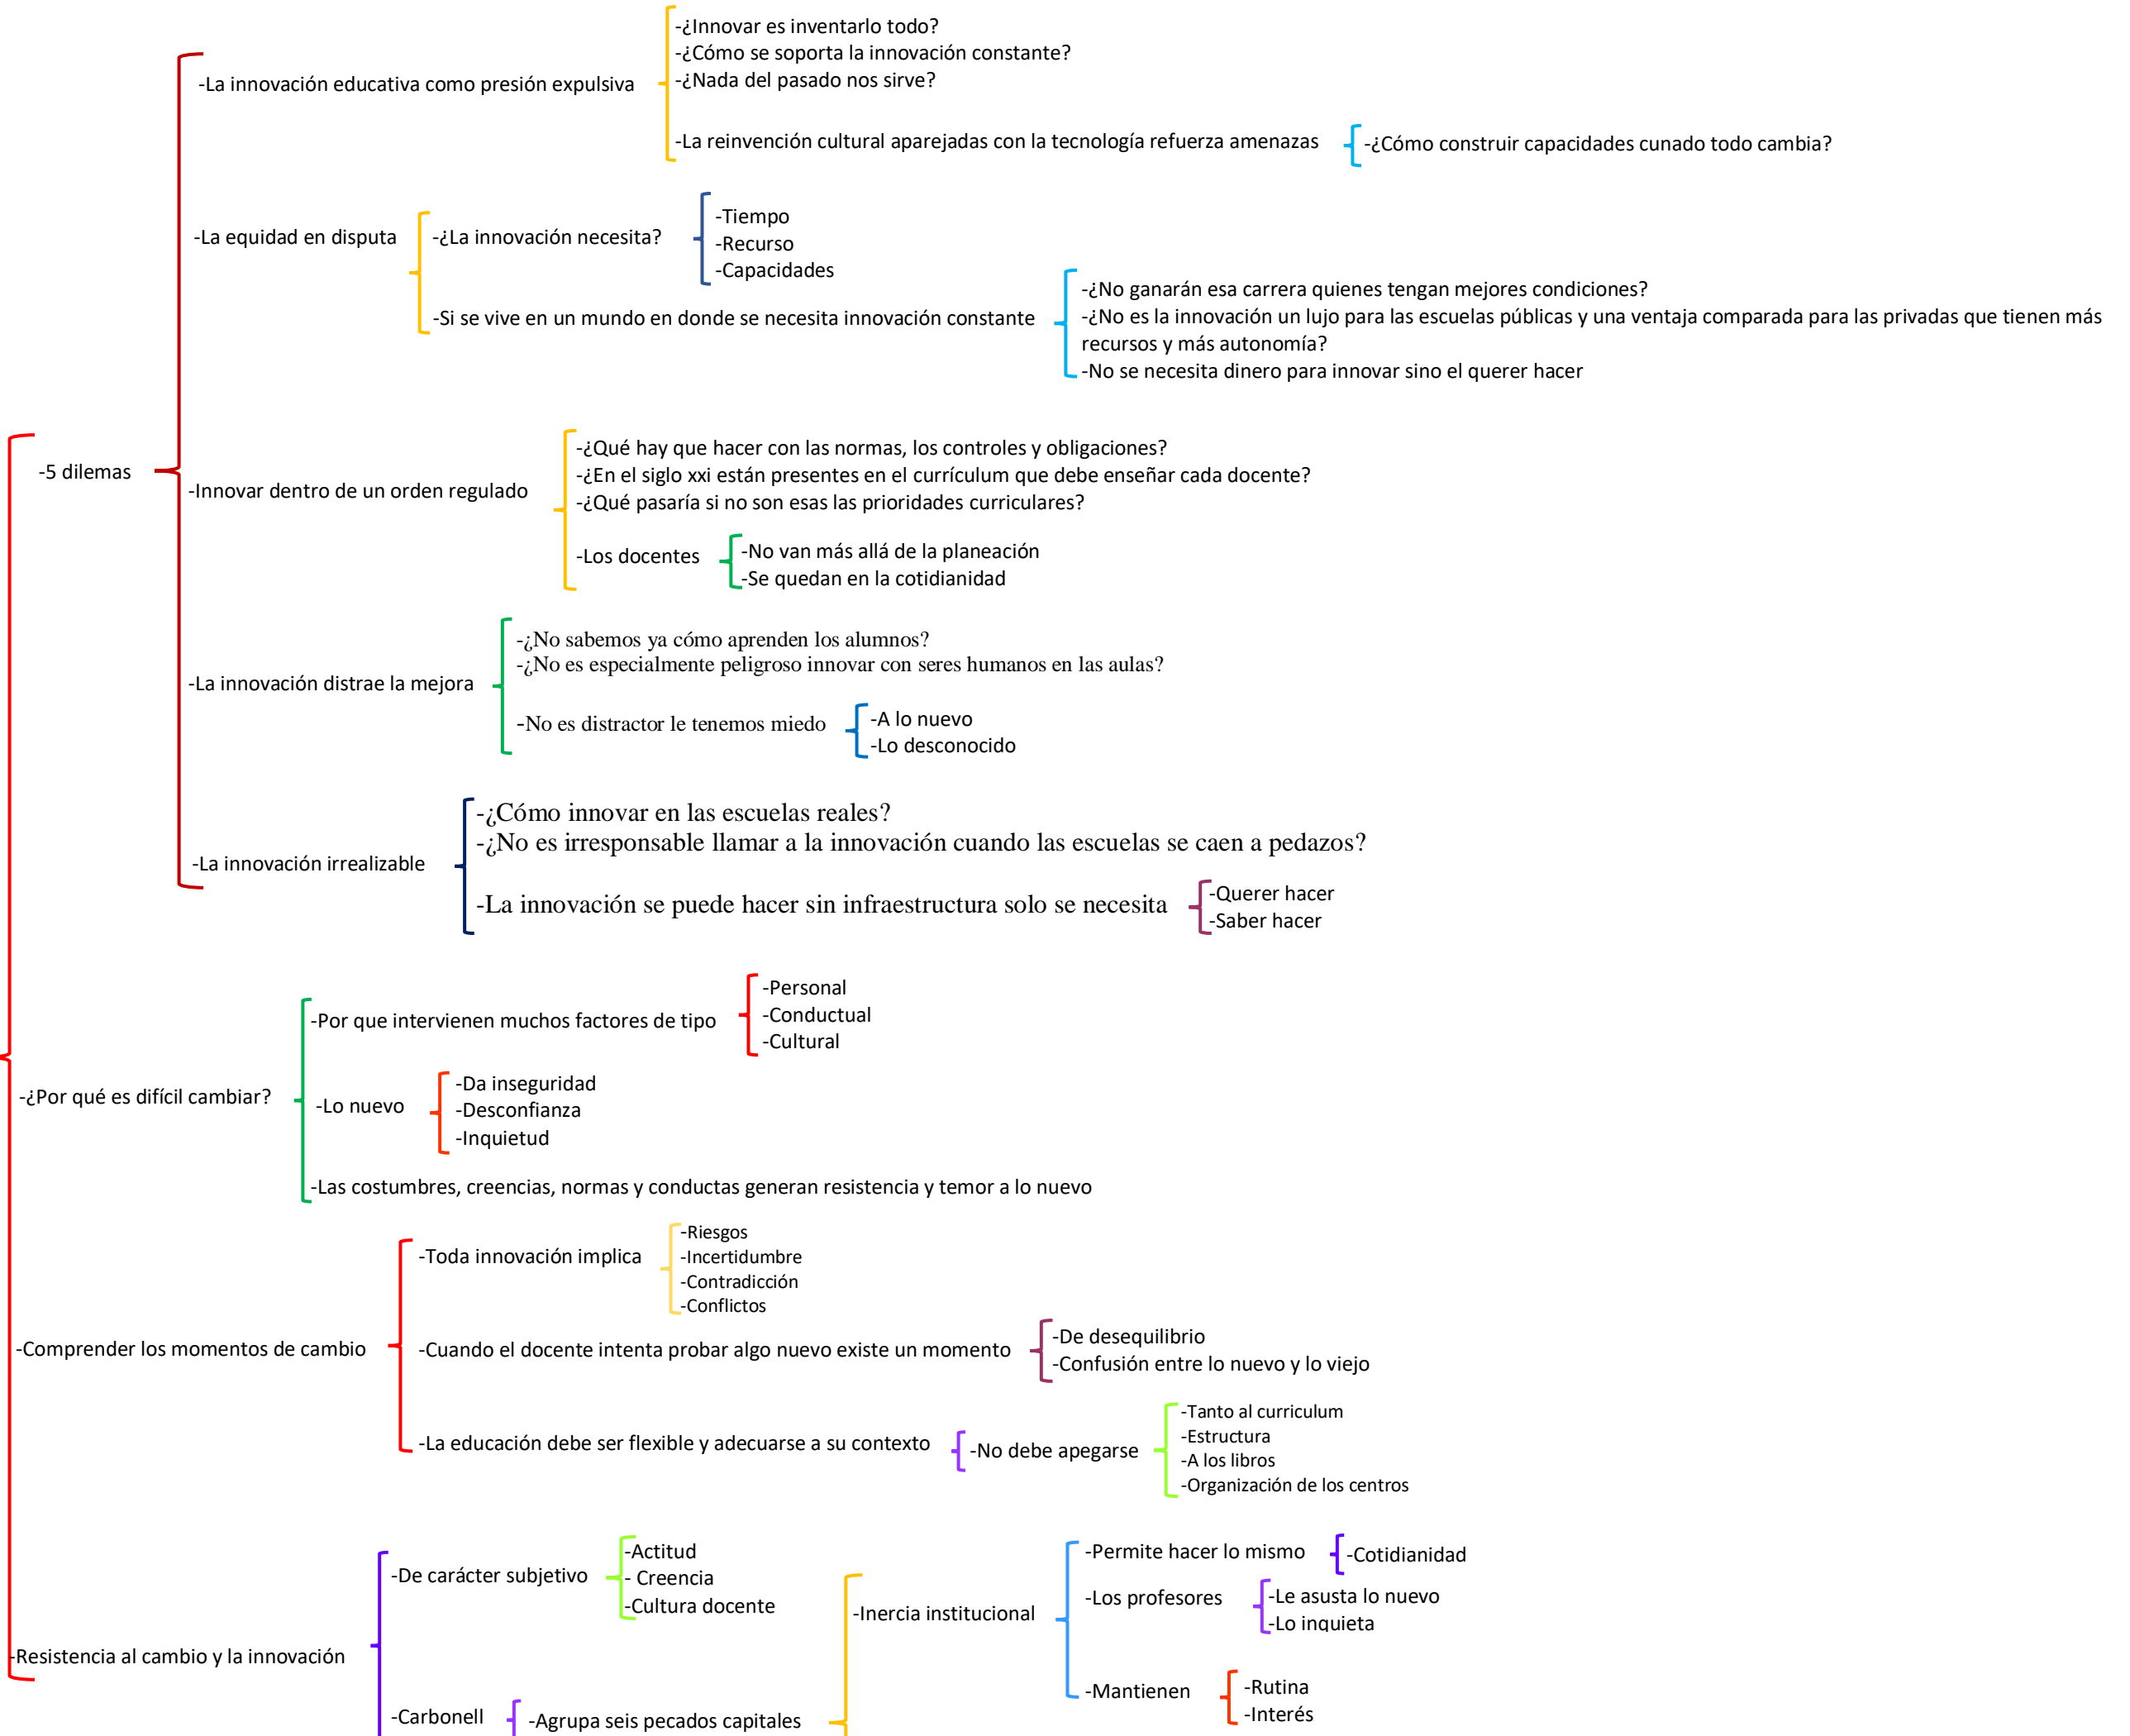 -¿Innovar es inventarlo todo?
-¿Cómo se soporta la innovación constante?
-¿Nada del pasado nos sirve?
-La innovación educativa como presión expulsiva
-La reinvención cultural aparejadas con la tecnología refuerza amenazas
-¿Cómo construir capacidades cunado todo cambia?
-La equidad en disputa
-¿La innovación necesita?
-Tiempo
-Recurso
-Capacidades
-Si se vive en un mundo en donde se necesita innovación constante
-¿No ganarán esa carrera quienes tengan mejores condiciones?
-¿No es la innovación un lujo para las escuelas públicas y una ventaja comparada para las privadas que tienen más
recursos y más autonomía?
-No se necesita dinero para innovar sino el querer hacer
-5 dilemas
-Innovar dentro de un orden regulado
-¿Qué hay que hacer con las normas, los controles y obligaciones?
-¿En el siglo xxi están presentes en el currículum que debe enseñar cada docente?
-¿Qué pasaría si no son esas las prioridades curriculares?
-Los docentes
-No van más allá de la planeación
-Se quedan en la cotidianidad
-La innovación distrae la mejora
-¿No sabemos ya cómo aprenden los alumnos?
-¿No es especialmente peligroso innovar con seres humanos en las aulas?
-No es distractor le tenemos miedo
-A lo nuevo
-Lo desconocido
-La innovación irrealizable
-¿Cómo innovar en las escuelas reales?
-¿No es irresponsable llamar a la innovación cuando las escuelas se caen a pedazos?
-La innovación se puede hacer sin infraestructura solo se necesita
-Querer hacer
-Saber hacer
-¿Por qué es difícil cambiar?
-Por que intervienen muchos factores de tipo
-Personal
-Conductual
-Cultural
-Lo nuevo
-Da inseguridad
-Desconfianza
-Inquietud
-Las costumbres, creencias, normas y conductas generan resistencia y temor a lo nuevo
-Comprender los momentos de cambio
-Toda innovación implica
-Riesgos
-Incertidumbre
-Contradicción
-Conflictos
-Cuando el docente intenta probar algo nuevo existe un momento
-De desequilibrio
-Confusión entre lo nuevo y lo viejo
-La educación debe ser flexible y adecuarse a su contexto
-No debe apegarse
-Tanto al curriculum
-Estructura
-A los libros
-Organización de los centros
-Resistencia al cambio y la innovación
-De carácter subjetivo
-Actitud
- Creencia
-Cultura docente
-Carbonell
-Agrupa seis pecados capitales
-Inercia institucional
-Permite hacer lo mismo
-Cotidianidad
-Los profesores
-Le asusta lo nuevo
-Lo inquieta
-Mantienen
-Rutina
-Interés